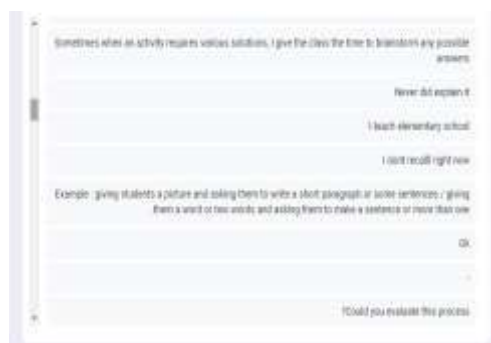 Sometimes when an activity requires various solutions, I give the class the time to brainstorm any possible
answers
Never did explain it
I teach elementary school
I dont recall right now
Example : giving students a picture and asking them to write a short paragraph or some sentences / giving
them a word or two words and asking them to make a sentence or more than one
Ok
.
?Could you evaluate this process